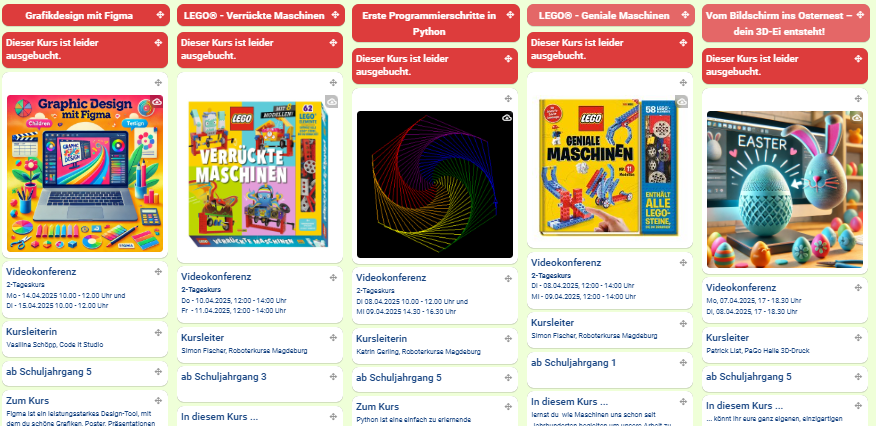 Grafikdesign mit Figma
Dieser Kurs ist leider
ausgebucht.
Graphic Design
mit Figma
Children
Videokonferenz
2-Tageskurs
Mo - 14.04.2025 10.00 - 12.00 Uhr und
Di - 15.04.2025 10.00 - 12.00 Uhr
Kursleiterin
Vasilina Schöpp, Code it Studio
ab Schuljahrgang 5
Zum Kurs
Figma ist ein leistungsstarkes Design-Tool, mit
dem du schöne Grafiken, Poster, Präsentationen
LEGO® - Verrückte Maschinen
Dieser Kurs ist leider
ausgebucht.
LEGO
MIT
MODELLEN!
62
LEGO
VERRÜCKTE
MASCHINEN
VERRÜCKTE MASCHINEN
Videokonferenz
2-Tageskurs
Do - 10.04.2025, 12:00 - 14:00 Uhr
Fr - 11.04.2025, 12:00 - 14:00 Uhr
Kursleiter
Simon Fischer, Roboterkurse Magdeburg
ab Schuljahrgang 3
In diesem Kurs ...
Erste Programmierschritte in
Python
Dieser Kurs ist leider
ausgebucht.
Videokonferenz
2-Tageskurs
Di 08.04.2025 10.00 - 12.00 Uhr und
Mi 09.04.2025 14.30 - 16.30 Uhr
Kursleiterin
Katrin Gerling, Roboterkurse Magdeburg
ab Schuljahrgang 5
Zum Kurs
Python ist eine einfach zu erlernende
LEGO® - Geniale Maschinen
Dieser Kurs ist leider
ausgebucht.
LEGO
58 LEGO
GENIALE
MASCHINEN
MIT 11
ENTHÄLT
ALLE
LEGO-
STEINE,
Videokonferenz
2-Tageskurs
Di - 08.04.2025, 12:00 - 14:00 Uhr
Mi - 09.04.2025, 12:00 - 14:00 Uhr
Kursleiter
Simon Fischer, Roboterkurse Magdeburg
ab Schuljahrgang 1
In diesem Kurs ...
lernst du wie Maschinen uns schon seit
Jahrhunderten begleiten um unsere Arbeit zu
Vom Bildschirm ins Osternest –
dein 3D-Ei entsteht!
Dieser Kurs ist leider
ausgebucht.
EASTER
Videokonferenz
Mo, 07.04.2025, 17 - 18.30 Uhr
Di, 08.04.2025, 17 - 18.30 Uhr
Kursleiter
Patrick List, PaGo Halle 3D-Druck
ab Schuljahrgang 5
In diesem Kurs ...
... könnt ihr eure ganz eigenen, einzigartigen